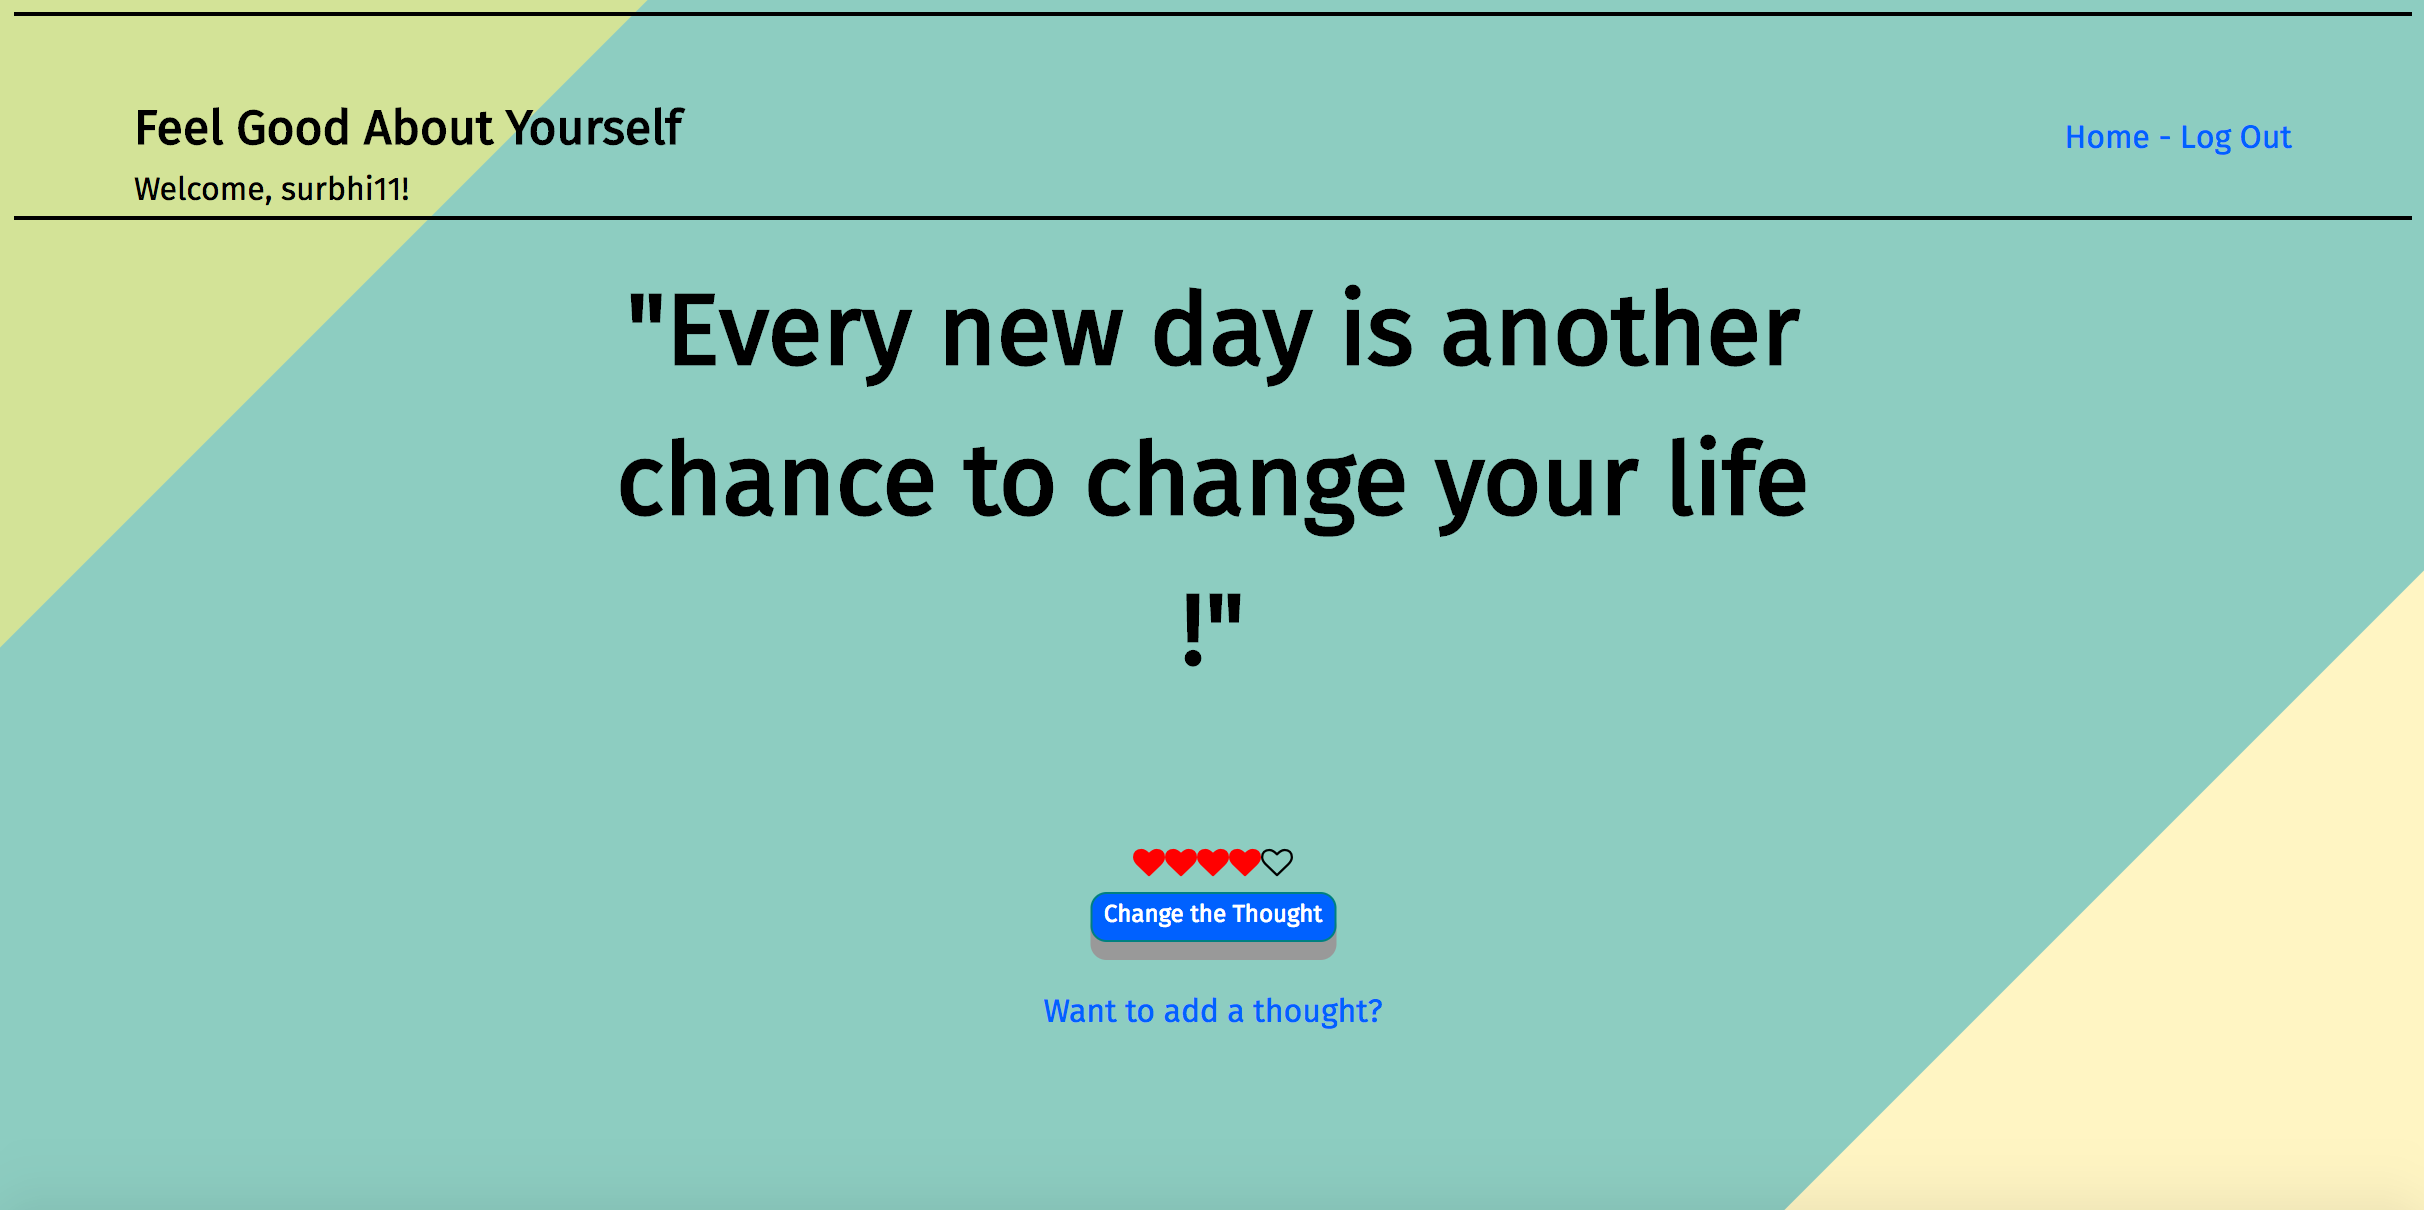 Feel Good About Yourself
Home - Log Out
Welcome, surbhi11!
"Every new day is another
chance to change your life
!"
Change the Thought
Want to add a thought?